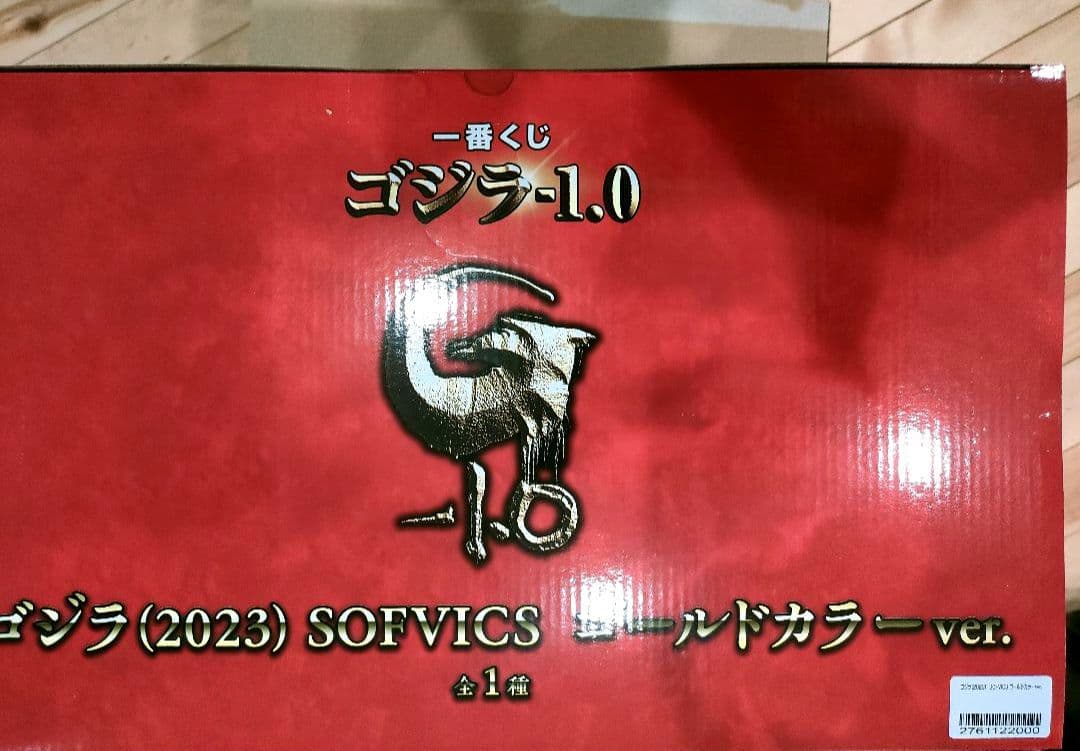 一番くじ
ゴジラ-1.0
-1.0
ゴジラ(2023) SOFVICS ゴールドカラーver.
全1種
2761122000